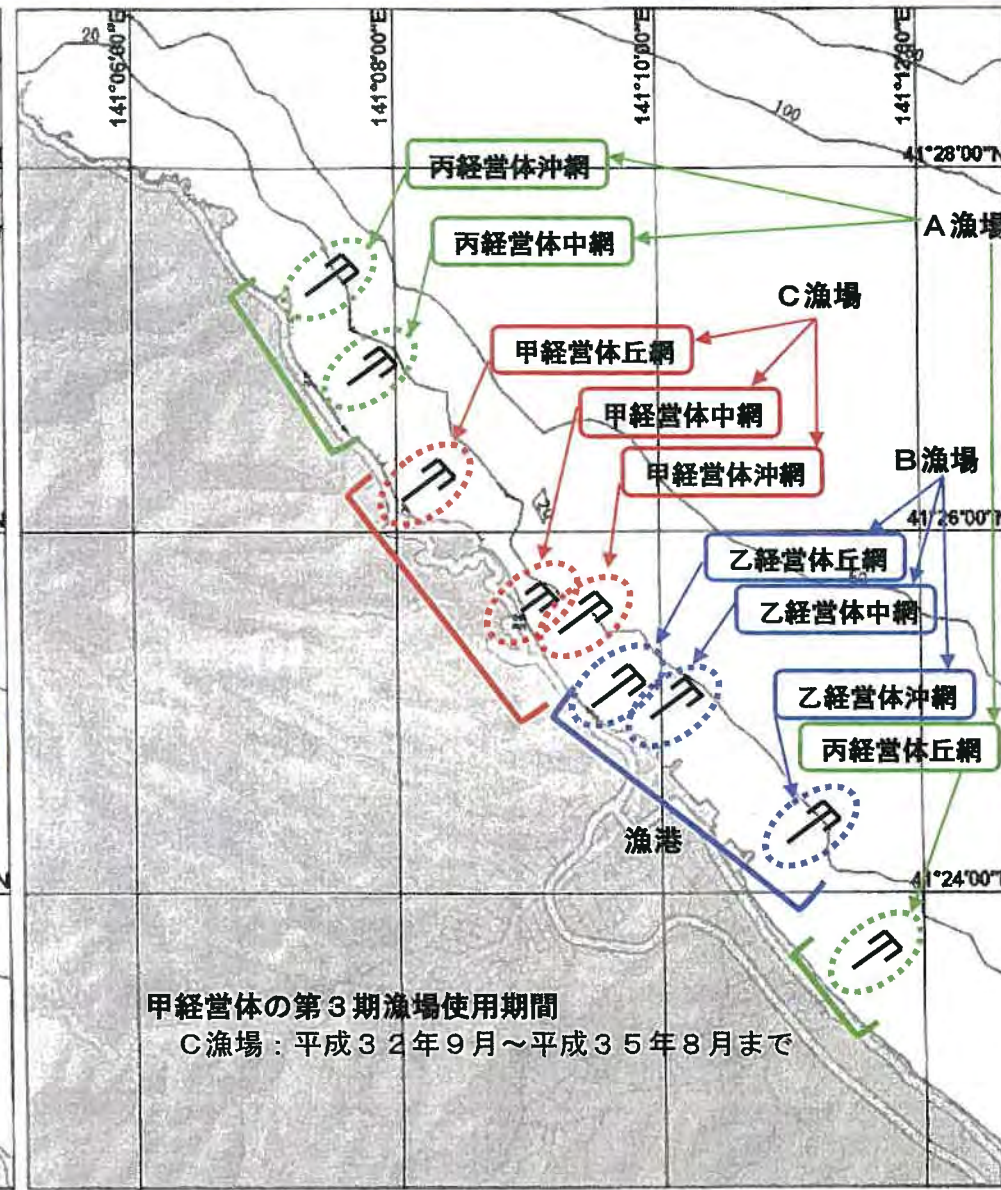 141°06'00"E
141°08'00"E
141°10'00"E
141°12'00"E
20
100
41°28'00"N
丙経営体沖網
丙経営体中網
A漁場
C漁場
甲経営体丘網
甲経営体中網
甲経営体沖網
B漁場
41°26'00"N
乙経営体丘網
乙経営体中網
乙経営体沖網
丙経営体丘網
漁港
41°24'00"
甲経営体の第3期漁場使用期間
C漁場:平成32年9月~平成35年8月まで